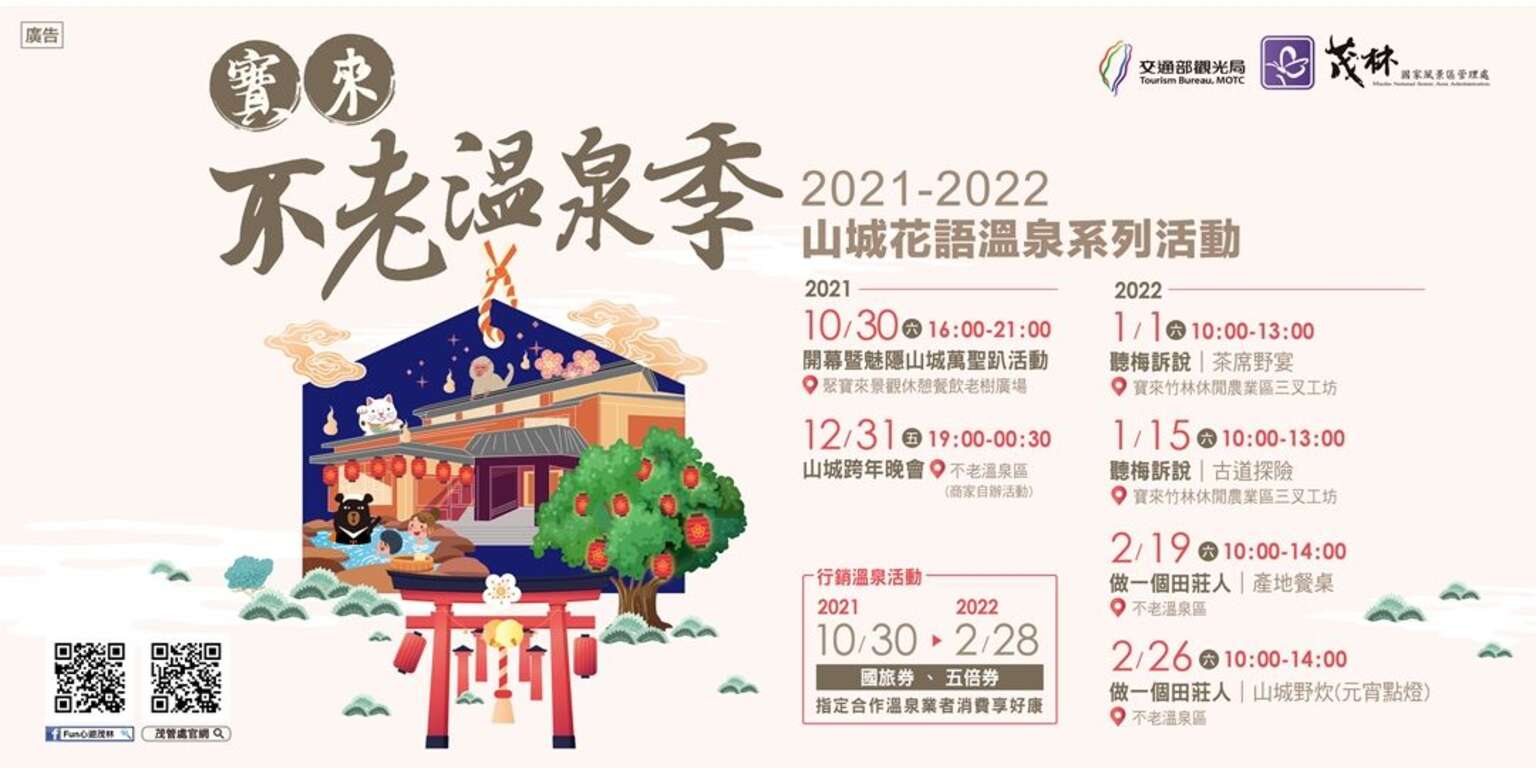 廣告
寶來
不老溫泉季
交通部觀光局
Tourism Bureau, MOTC
茂林
國家風景區管理處
Maolin National Scenic Area Administration
2021-2022
山城花語溫泉系列活動
2021
10/30 六 16:00-21:00
開幕暨魅隱山城萬聖趴活動
聚寶來景觀休憩餐飲老樹廣場
12/31 五 19:00-00:30
山城跨年晚會 不老溫泉區
(商家自辦活動)
行銷溫泉活動
2021 2022
10/30 2/28
國旅券、五倍券
指定合作溫泉業者消費享好康
2022
1/1 六 10:00-13:00
聽梅訴說｜茶席野宴
寶來竹林休閒農業區三叉工坊
1/15 六 10:00-13:00
聽梅訴說｜古道探險
寶來竹林休閒農業區三叉工坊
2/19 六 10:00-14:00
做一個田莊人｜產地餐桌
不老溫泉區
2/26 六 10:00-14:00
做一個田莊人｜山城野炊(元宵點燈)
不老溫泉區
Fun心遊茂林
茂管處官網